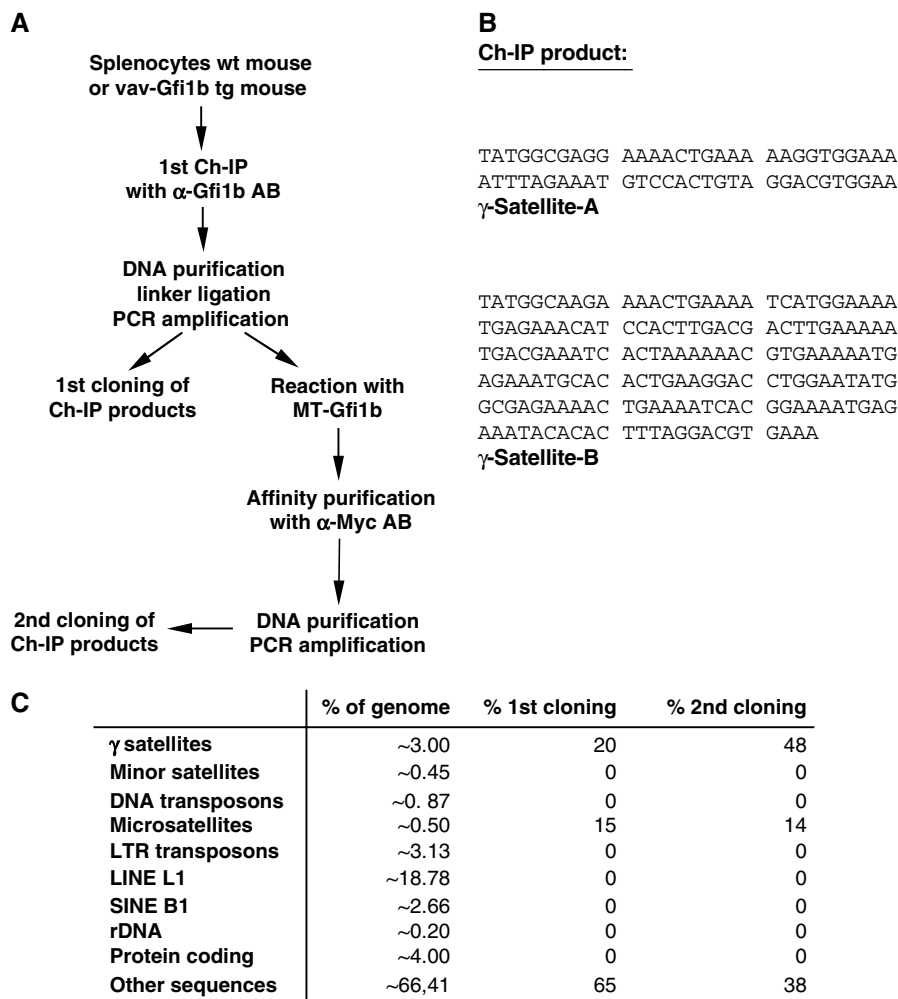 A
Splenocytes wt mouse
or vav-Gfi1b tg mouse
1st Ch-IP
with α-Gfi1b AB
DNA purification
linker ligation
PCR amplification
1st cloning of
Ch-IP products
Reaction with
MT-Gfi1b
Affinity purification
with α-Myc AB
DNA purification
PCR amplification
2nd cloning of
Ch-IP products
B
Ch-IP product:
TATGGCGAGG AAAACTGAAA AAGGTGGAAA
ATTTAGAAAT GTCCACTGTA GGACGTGGAA
γ-Satellite-A
TATGGCAAGA AAACTGAAAA TCATGGAAAA
TGAGAAACAT CCACTTGACG ACTTGAAAAA
TGACGAAATC ACTAAAAAAC GTGAAAAATG
AGAAATGCAC ACTGAAGGAC CTGGAATATG
GCGAGAAAAC TGAAAATCAC GGAAAATGAG
AAATACACAC TTTAGGACGT GAAA
γ-Satellite-B
C
% of genome % 1st cloning % 2nd cloning
γ satellites ~3.00 20 48
Minor satellites ~0.45 0 0
DNA transposons ~0. 87 0 0
Microsatellites ~0.50 15 14
LTR transposons ~3.13 0 0
LINE L1 ~18.78 0 0
SINE B1 ~2.66 0 0
rDNA ~0.20 0 0
Protein coding ~4.00 0 0
Other sequences ~66,41 65 38